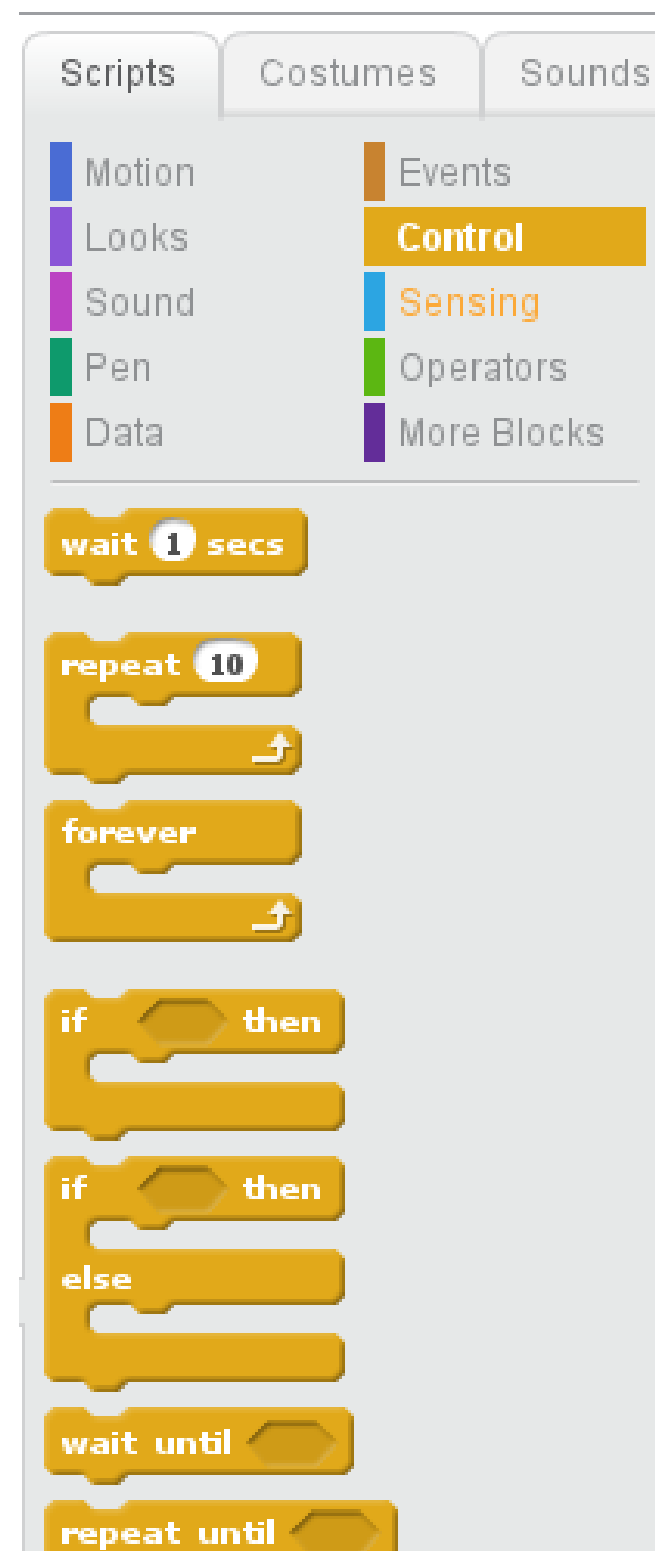 Scripts Costumes Sounds
Motion Events
Looks Control
Sound Sensing
Pen Operators
Data More Blocks
wait 1 secs
repeat 10
forever
if then
if then
else
wait until
repeat until